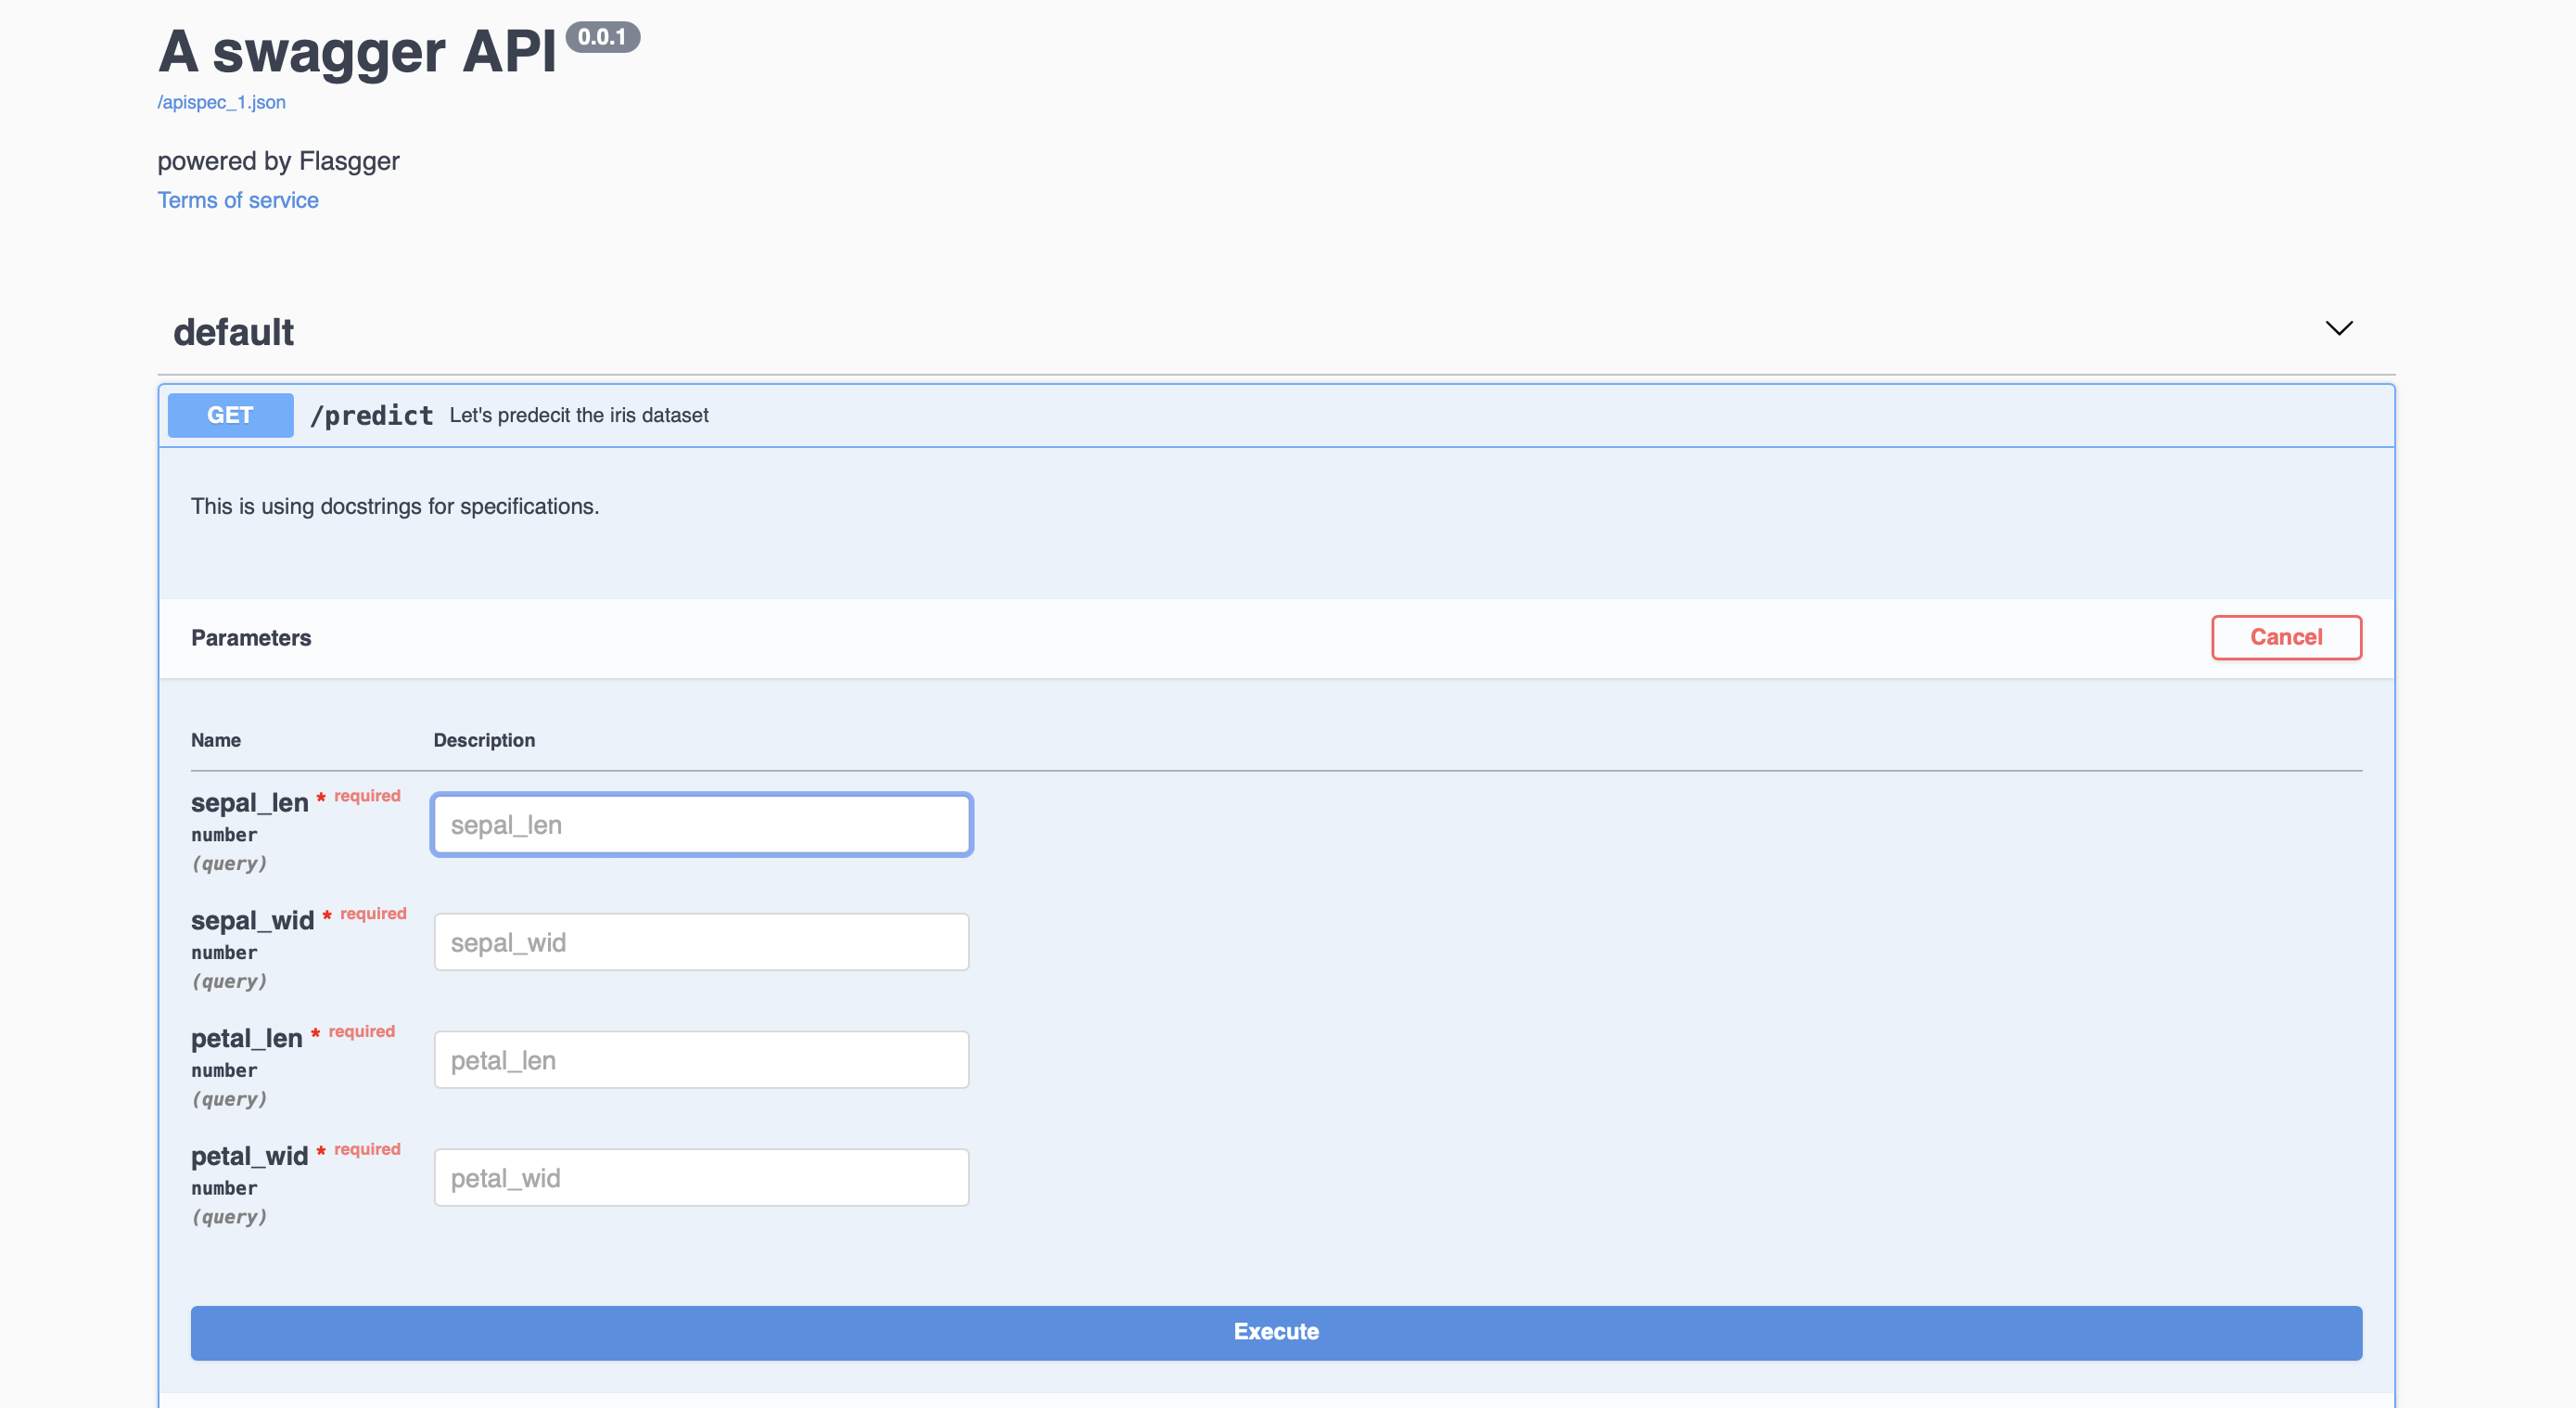 A swagger API 0.0.1
/apispec_1.json
powered by Flasgger
Terms of service
default
GET /predict Let's predecit the iris dataset
This is using docstrings for specifications.
Parameters Cancel
Name Description
sepal_len * required
number
(query)
sepal_len
sepal_wid * required
number
(query)
sepal_wid
petal_len * required
number
(query)
petal_len
petal_wid * required
number
(query)
petal_wid
Execute